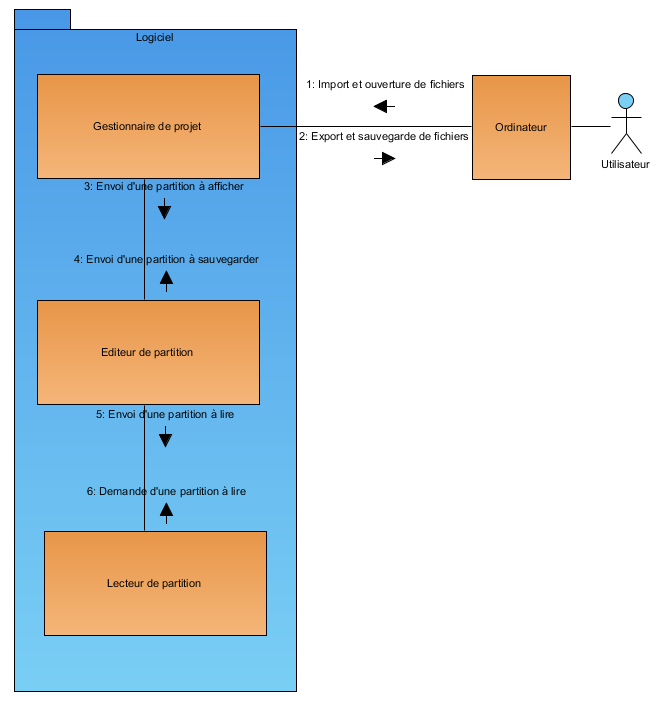 Logiciel
Gestionnaire de projet
1: Import et ouverture de fichiers
2: Export et sauvegarde de fichiers
Ordinateur
Utilisateur
3: Envoi d'une partition à afficher
4: Envoi d'une partition à sauvegarder
Editeur de partition
5: Envoi d'une partition à lire
6: Demande d'une partition à lire
Lecteur de partition